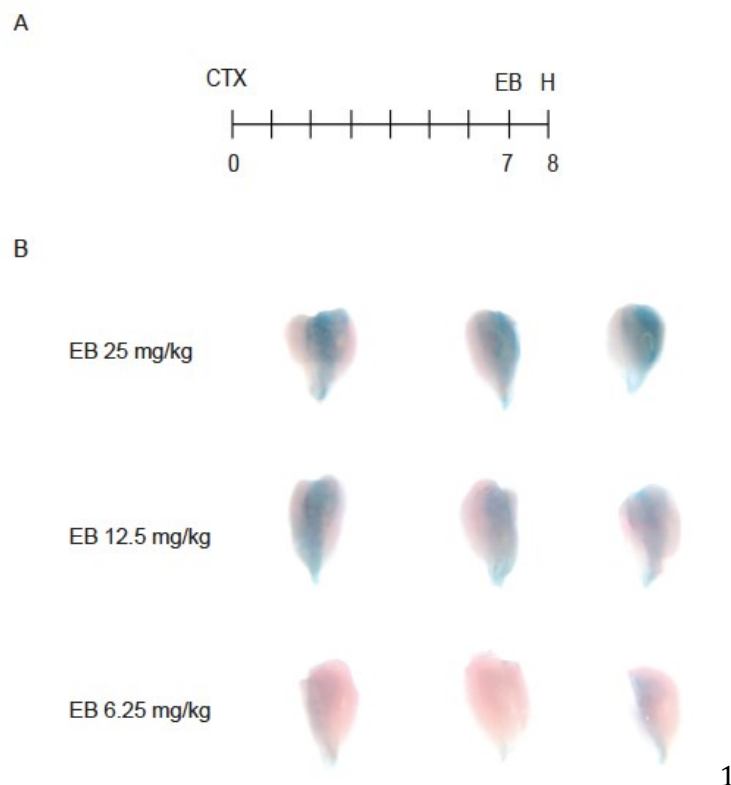 A
CTX EB H
0 7 8
B
EB 25 mg/kg
EB 12.5 mg/kg
EB 6.25 mg/kg
1